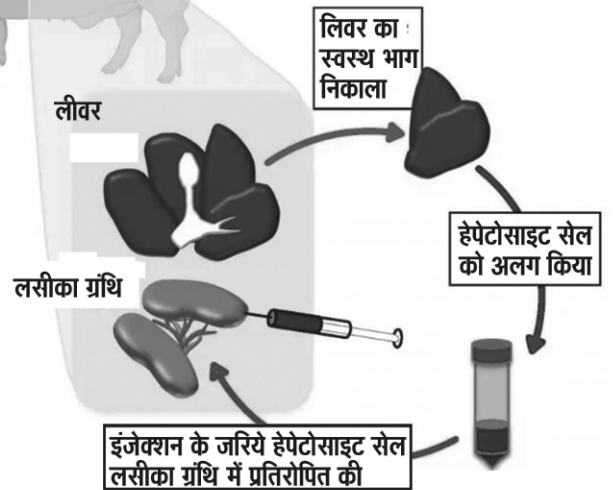 लिवर का
स्वस्थ भाग
निकाला
लीवर
हेपेटोसाइट सेल
को अलग किया
लसीका ग्रंथि
इंजेक्शन के जरिये हेपेटोसाइट सेल
लसीका ग्रंथि में प्रतिरोपित की